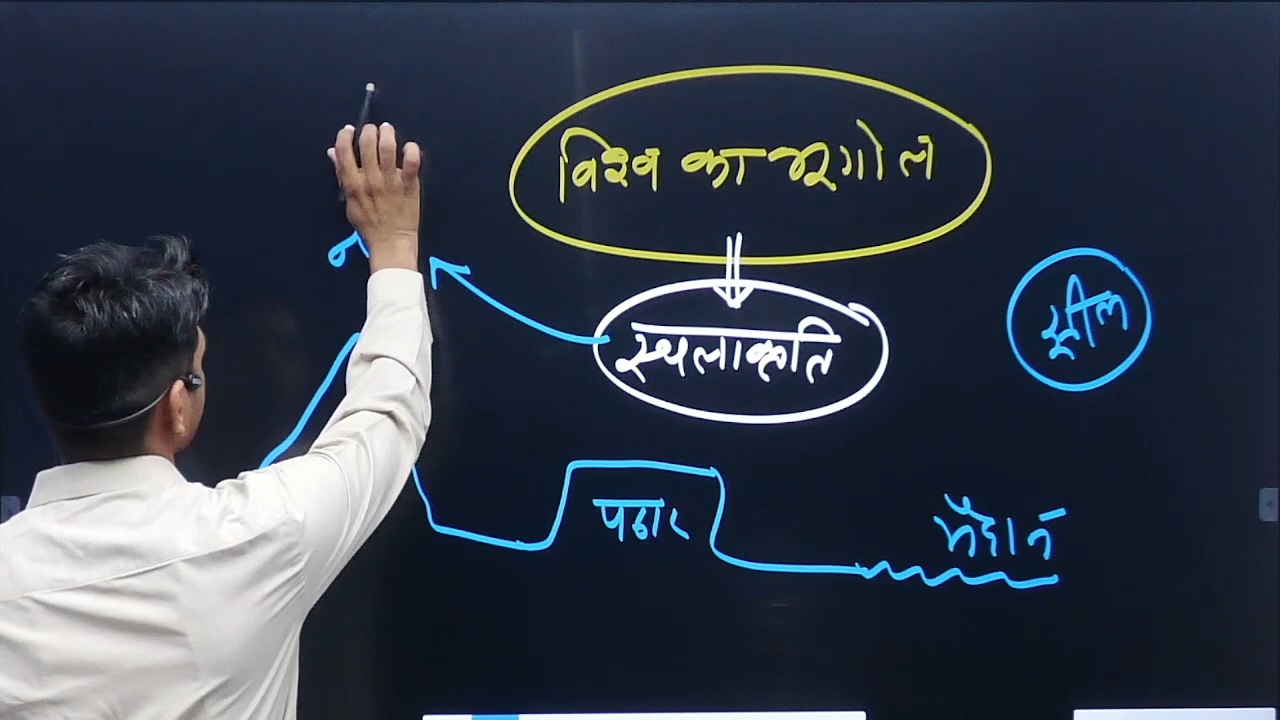 विश्व का भूगोल
स्थलाकृति
पठार
मैदान